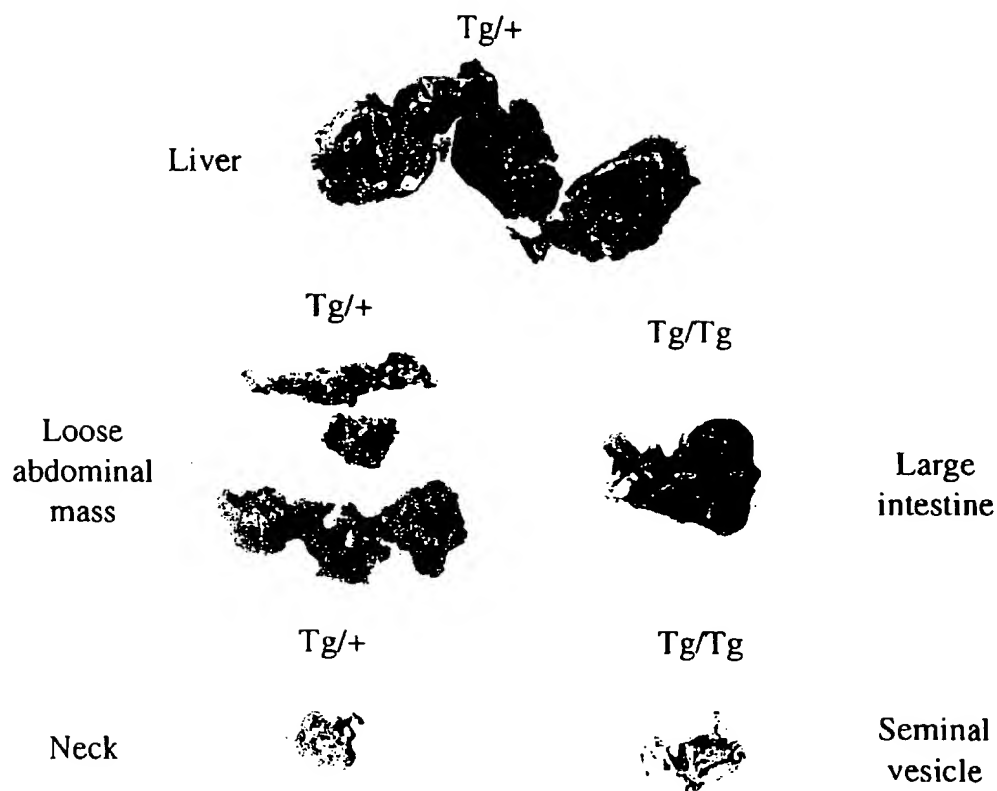 Tg/+
Liver
Tg/+
Tg/Tg
Loose
abdominal
mass
Large
intestine
Tg/+
Tg/Tg
Neck
Seminal
vesicle